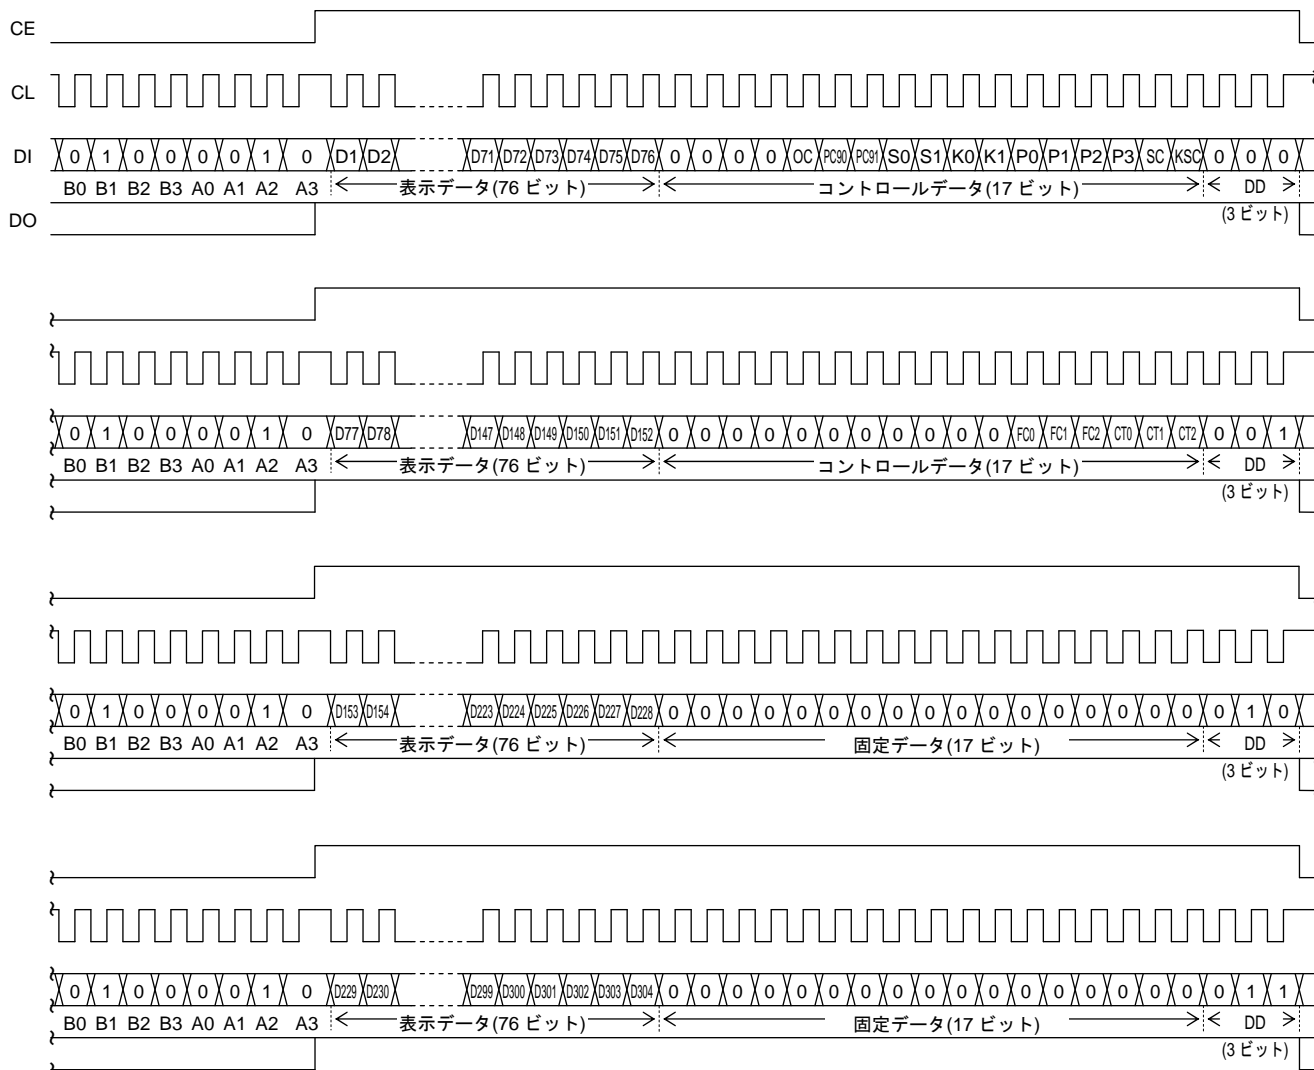 CE
CL
DI 0 1 0 0 0 0 1 0 D1 D2 D71 D72 D73 D74 D75 D76 0 0 0 0 OC PC90 PC91 S0 S1 K0 K1 P0 P1 P2 P3 SC KSC 0 0 0
B0 B1 B2 B3 A0 A1 A2 A3 表示データ(76 ビット) コントロールデータ(17 ビット) DD
(3 ビット)
DO
0 1 0 0 0 0 1 0 D77 D78 D147 D148 D149 D150 D151 D152 0 0 0 0 0 0 0 0 0 0 0 FC0 FC1 FC2 CT0 CT1 CT2 0 0 1
B0 B1 B2 B3 A0 A1 A2 A3 表示データ(76 ビット) コントロールデータ(17 ビット) DD
(3 ビット)
0 1 0 0 0 0 1 0 D153 D154 D223 D224 D225 D226 D227 D228 0 0 0 0 0 0 0 0 0 0 0 0 0 0 0 0 0 0 1 0
B0 B1 B2 B3 A0 A1 A2 A3 表示データ(76 ビット) 固定データ(17 ビット) DD
(3 ビット)
0 1 0 0 0 0 1 0 D229 D230 D299 D300 D301 D302 D303 D304 0 0 0 0 0 0 0 0 0 0 0 0 0 0 0 0 0 0 1 1
B0 B1 B2 B3 A0 A1 A2 A3 表示データ(76 ビット) 固定データ(17 ビット) DD
(3 ビット)